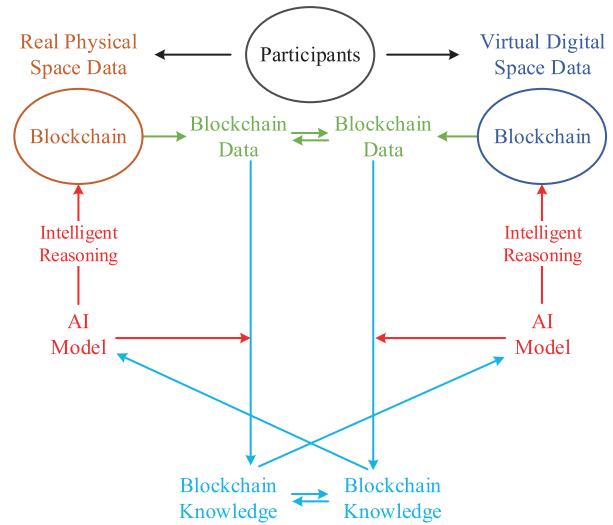 Real Physical
Space Data
Participants
Virtual Digital
Space Data
Blockchain
Blockchain
Data
Blockchain
Data
Blockchain
Intelligent
Reasoning
Intelligent
Reasoning
AI
Model
AI
Model
Blockchain
Knowledge
Blockchain
Knowledge